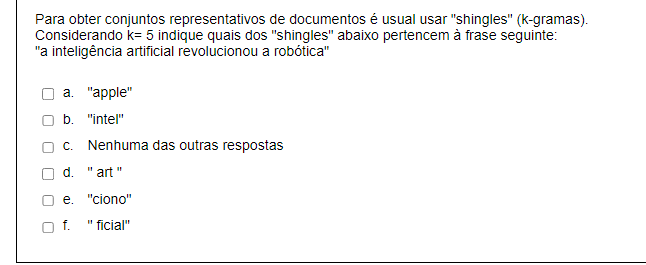 Para obter conjuntos representativos de documentos é usual usar "shingles" (k-gramas).
Considerando k= 5 indique quais dos "shingles" abaixo pertencem à frase seguinte:
"a inteligência artificial revolucionou a robótica"
a. "apple"
b. "intel"
c. Nenhuma das outras respostas
d. " art "
e. "ciono"
f. " ficial"